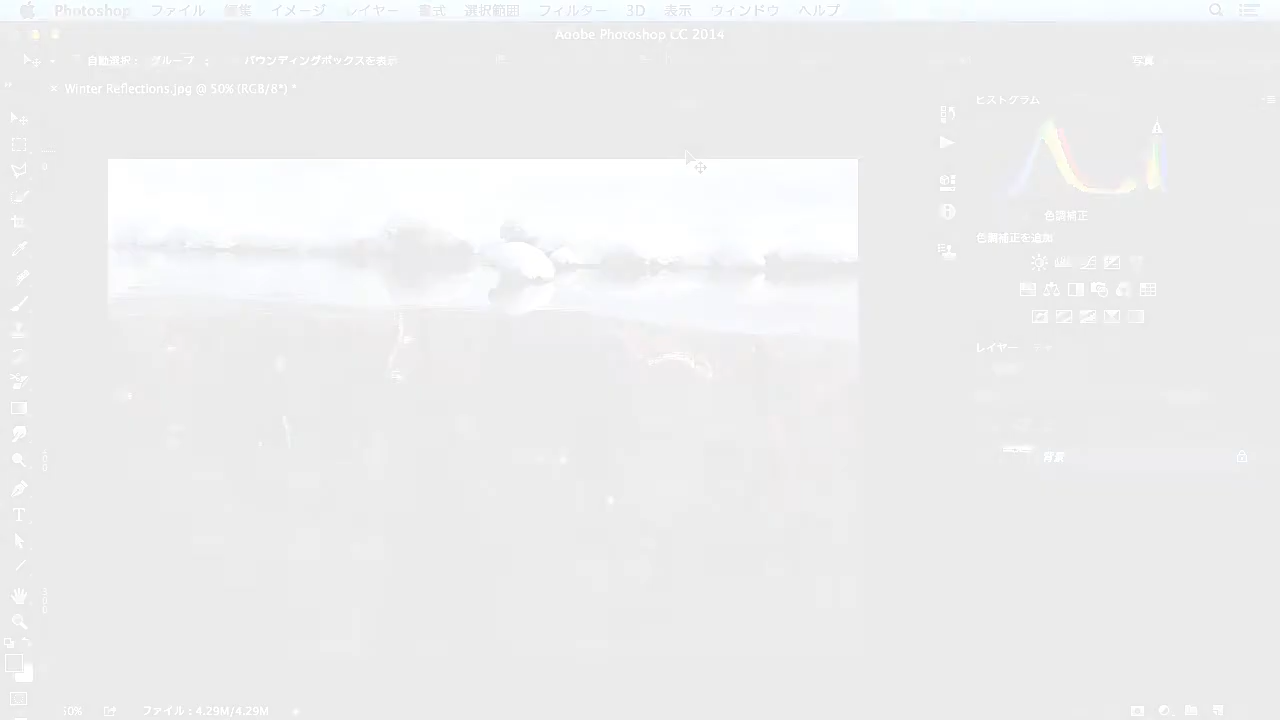 Photoshop ファイル 編集 イメージ レイヤー 書式 選択範囲 フィルター 3D 表示 ウィンドウ ヘルプ
Adobe Photoshop CC 2014
自動選択： グループ バウンディングボックスを表示 写真
× Winter Reflections.jpg @ 50% (RGB/8*) *
ヒストグラム
色調補正
色調補正を追加
レイヤー
背景
50% ファイル：4.29M/4.29M